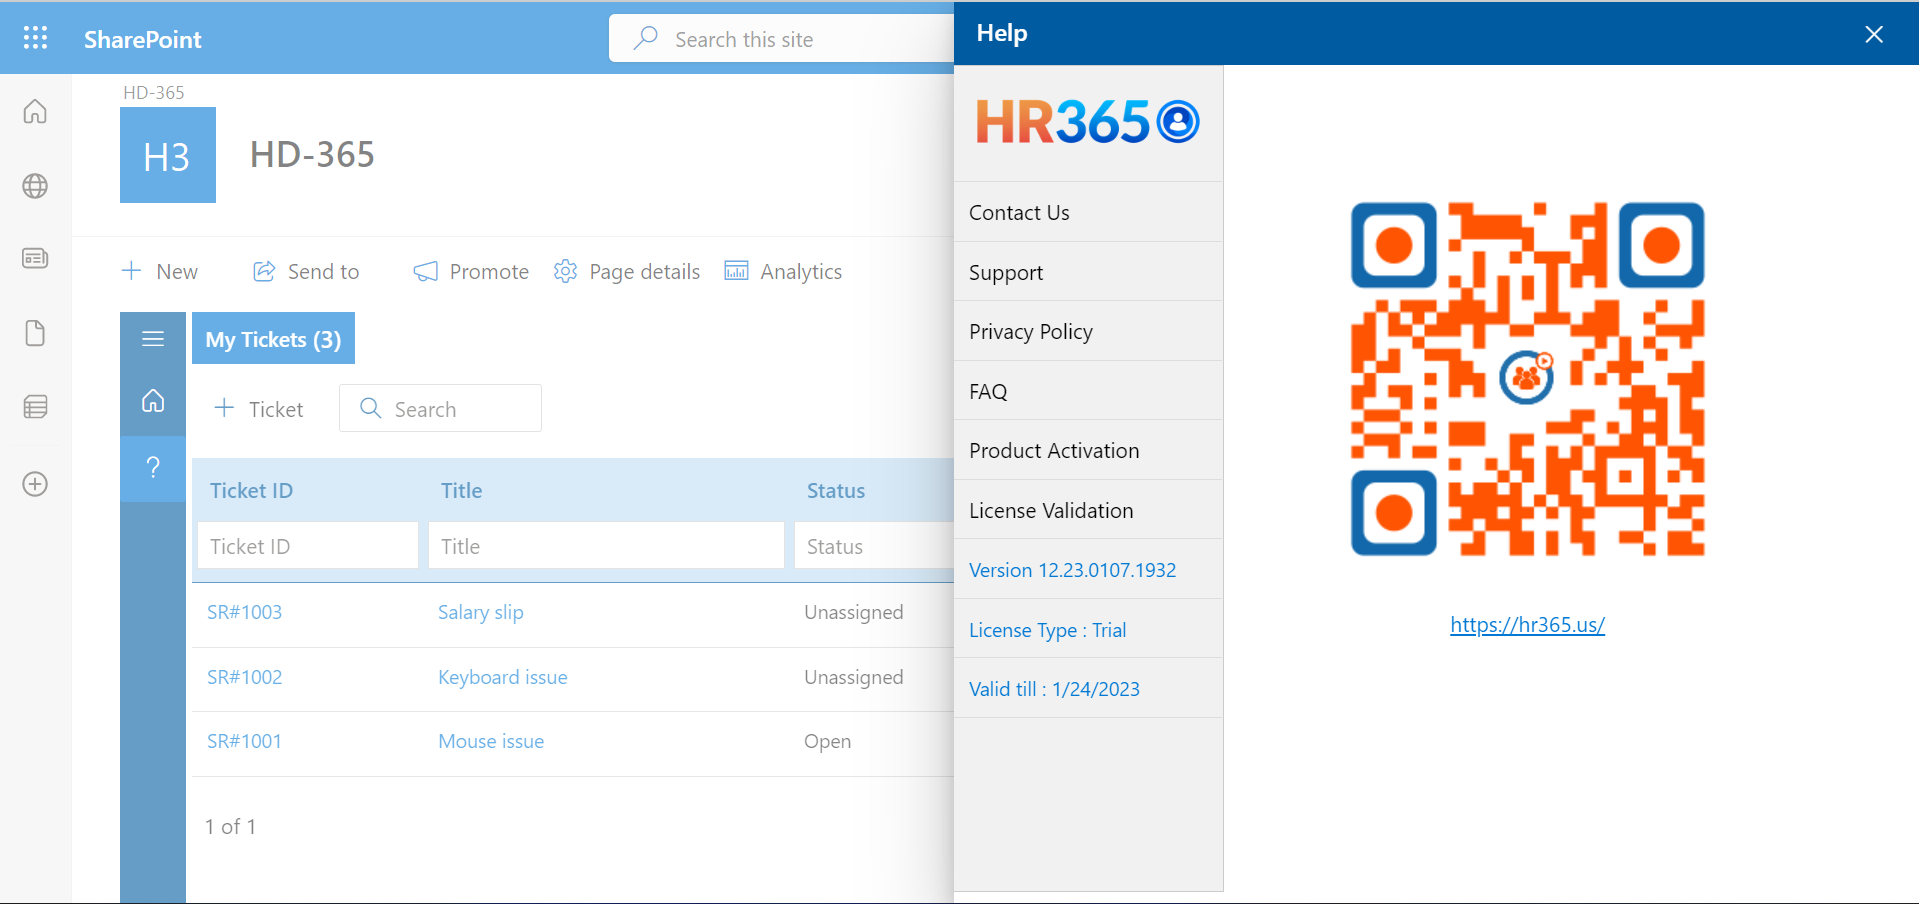 SharePoint
Search this site
HD-365
H3
HD-365
New
Send to
Promote
Page details
Analytics
My Tickets (3)
Ticket
Search
Ticket ID Title Status
Ticket ID Title Status
SR#1003 Salary slip Unassigned
SR#1002 Keyboard issue Unassigned
SR#1001 Mouse issue Open
1 of 1
Help
HR365
Contact Us
Support
Privacy Policy
FAQ
Product Activation
License Validation
Version 12.23.0107.1932
License Type : Trial
Valid till : 1/24/2023
https://hr365.us/